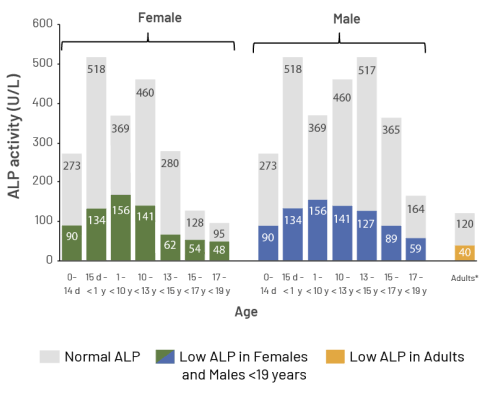 Female
Male
ALP activity (U/L)
600
500
400
300
200
100
0
273
518
369
460
280
128
95
90
134
156
141
62
54
48
273
518
369
460
517
365
164
90
134
156
141
127
89
59
120
40
0-
14 d
15 d -
< 1 y
1 -
< 10 y
10 -
< 13 y
13 -
< 15 y
15 -
< 17 y
17 -
< 19 y
0-
14 d
15 d -
< 1 y
1 -
< 10 y
10 -
< 13 y
13 -
< 15 y
15 -
< 17 y
17 -
< 19 y
Adults*
Age
Normal ALP
Low ALP in Females
and Males <19 years
Low ALP in Adults